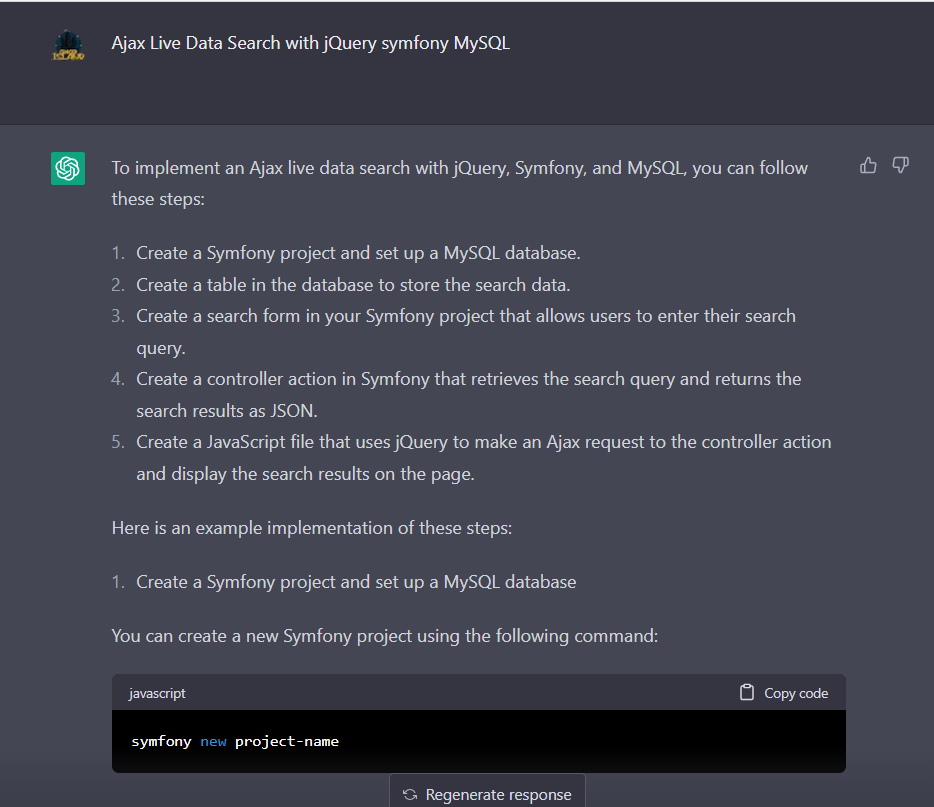 Ajax Live Data Search with jQuery symfony MySQL
To implement an Ajax live data search with jQuery, Symfony, and MySQL, you can follow
these steps:
1. Create a Symfony project and set up a MySQL database.
2. Create a table in the database to store the search data.
3. Create a search form in your Symfony project that allows users to enter their search
query.
4. Create a controller action in Symfony that retrieves the search query and returns the
search results as JSON.
5. Create a JavaScript file that uses jQuery to make an Ajax request to the controller action
and display the search results on the page.
Here is an example implementation of these steps:
1. Create a Symfony project and set up a MySQL database
You can create a new Symfony project using the following command:
javascript
Copy code
symfony new project-name
Regenerate response